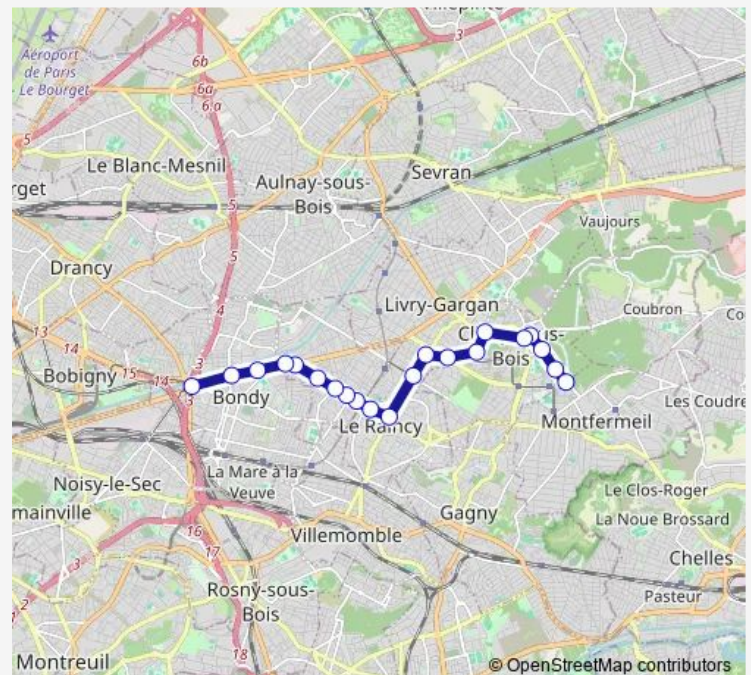 Villepinte
3
Aéroport
de Paris
Le Bourget
6b
6a
6.a
5
Le Blanc-Mesnil
Aulnay-sous-
Bois
Sevran
rget
5
Vaujours
5
Drancy
4
Livry-Gargan
Coubron
Co
13
14
14
15
14
3
3
Bobigny
Bondy
Bois
Les Coudre
Le Raincy
Montfermeil
La Mare à la
Veuve
Noisy-le-Sec
mainville
Le Clos-Roger
La Noue Brossard
Gagny
16
17
Villemomble
Chelles
3
2
Rosny-sous-
Bois
Pasteur
18
Montreuil
© OpenStreetMap contributors